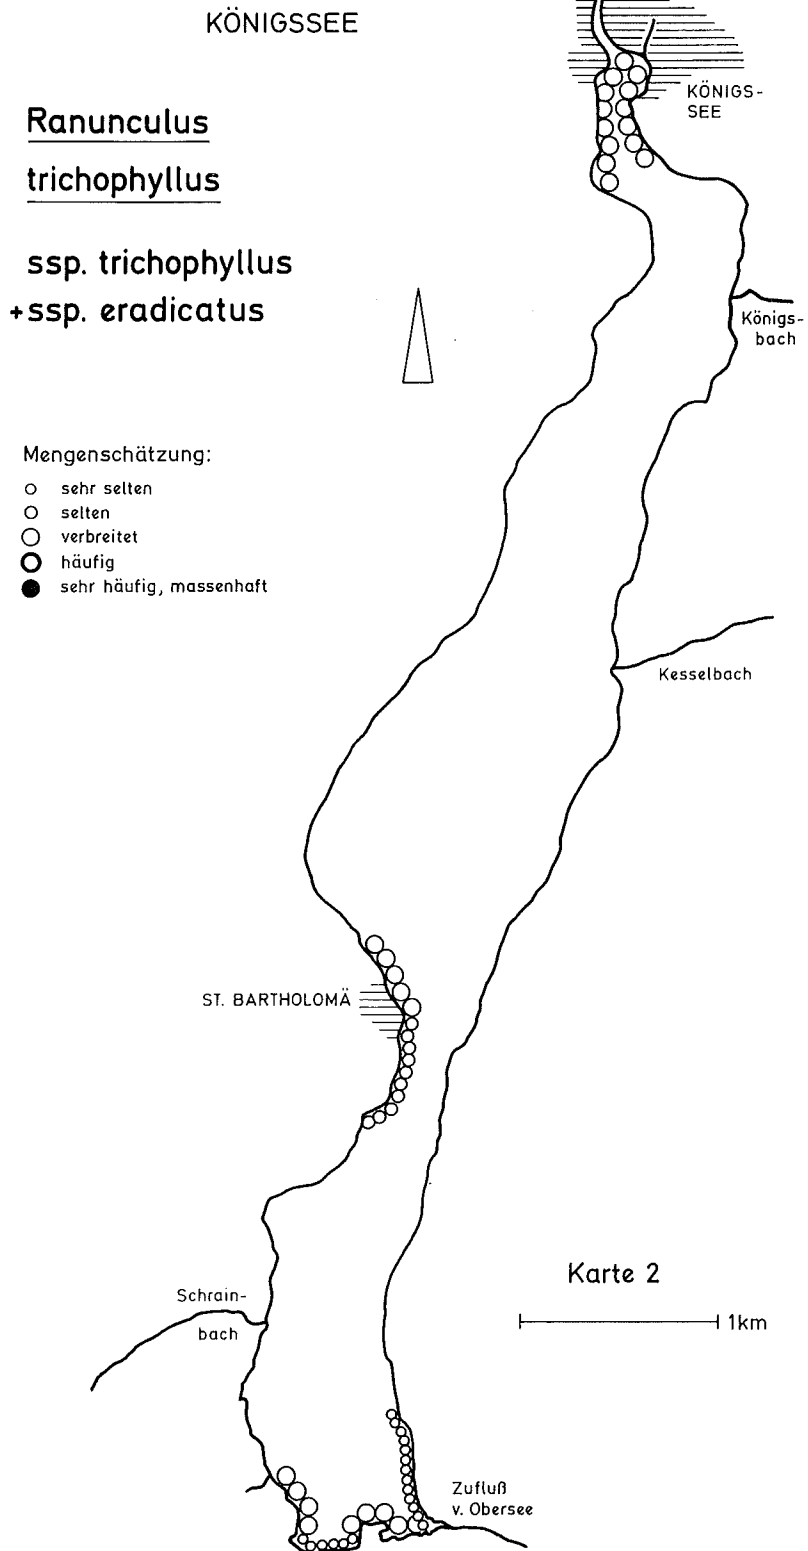 KÖNIGSSEE
KÖNIGS-
SEE
Ranunculus
trichophyllus
ssp. trichophyllus
+ssp. eradicatus
Königs-
bach
Mengenschätzung:
sehr selten
selten
verbreitet
häufig
sehr häufig, massenhaft
Kesselbach
ST. BARTHOLOMÄ
Karte 2
1km
Schrain-
bach
Zufluß
v. Obersee